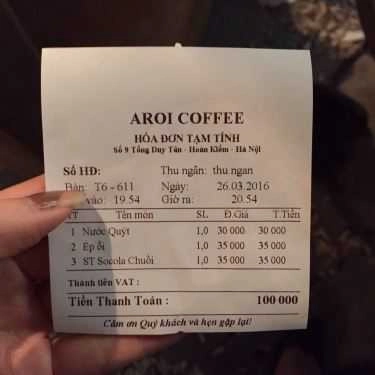 AROI COFFEE
HÓA ĐƠN TẠM TÍNH
Số 9 Tống Duy Tân - Hoàn Kiếm - Hà Nội
Số HĐ: Thu ngân: thu ngan
Bàn: T6 - 611 Ngày: 26.03.2016
vào: 19.54 Giờ ra: 20.54
TT Tên món SL Đ.Giá T.Tiền
1 Nước Quýt 1,0 30 000 30 000
2 Ép ổi 1,0 35 000 35 000
3 ST Socola Chuối 1,0 35 000 35 000
Thành tiền VAT :
Tiền Thanh Toán : 100 000
Cảm ơn Quý khách và hẹn gặp lại!